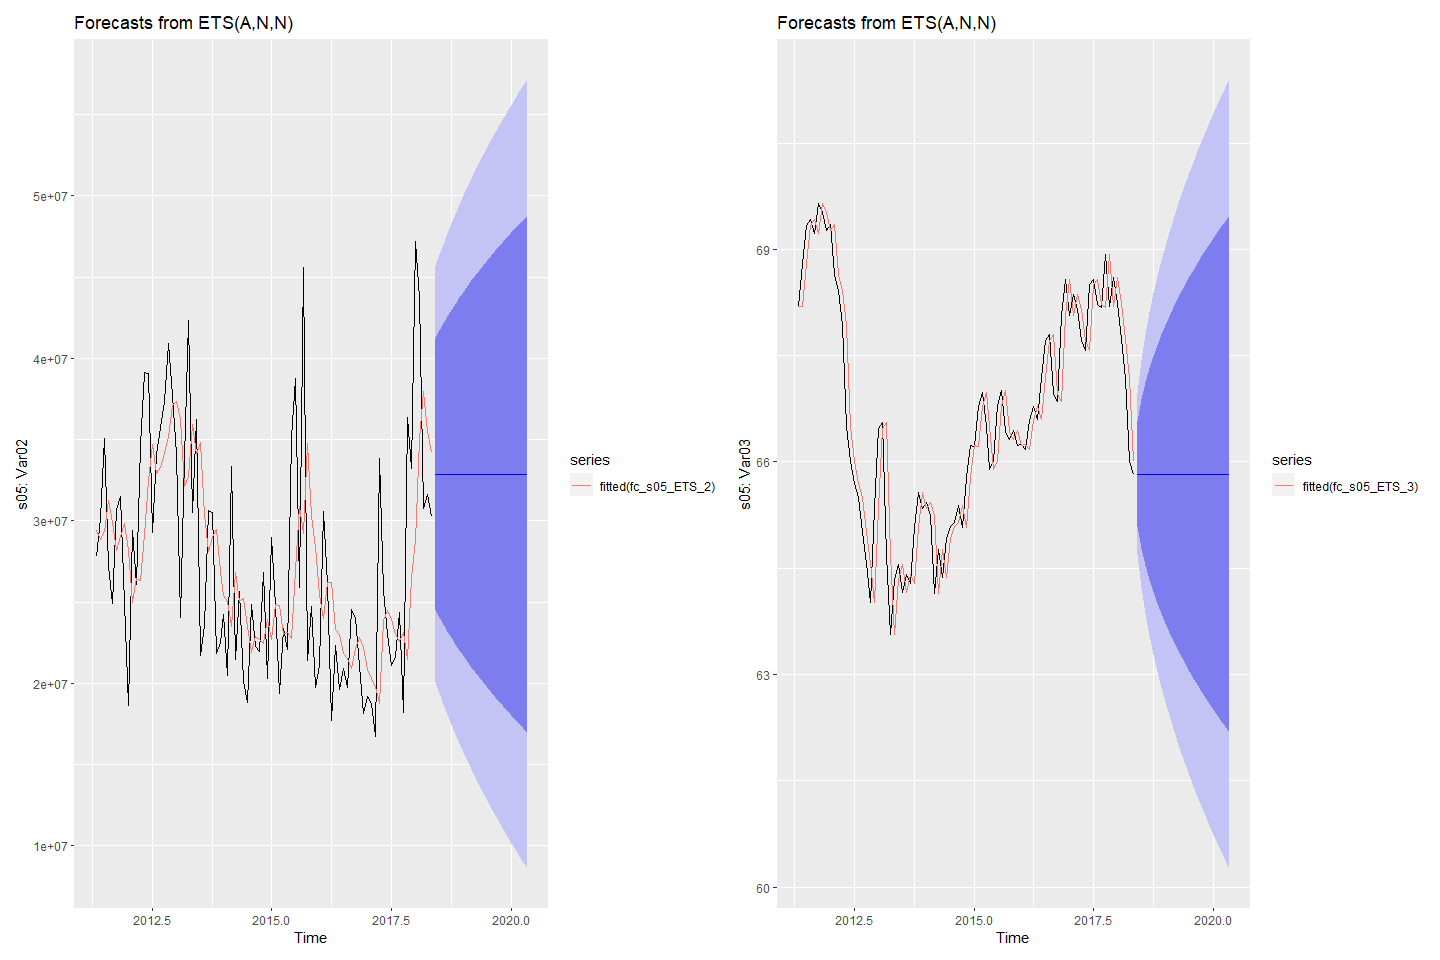 Forecasts from ETS(A,N,N)
5e+07
4e+07
3e+07
2e+07
1e+07
s05: Var02
2012.5
2015.0
2017.5
2020.0
Time
series
fitted(fc_s05_ETS_2)
Forecasts from ETS(A,N,N)
69
66
63
60
s05: Var03
2012.5
2015.0
2017.5
2020.0
Time
series
fitted(fc_s05_ETS_3)